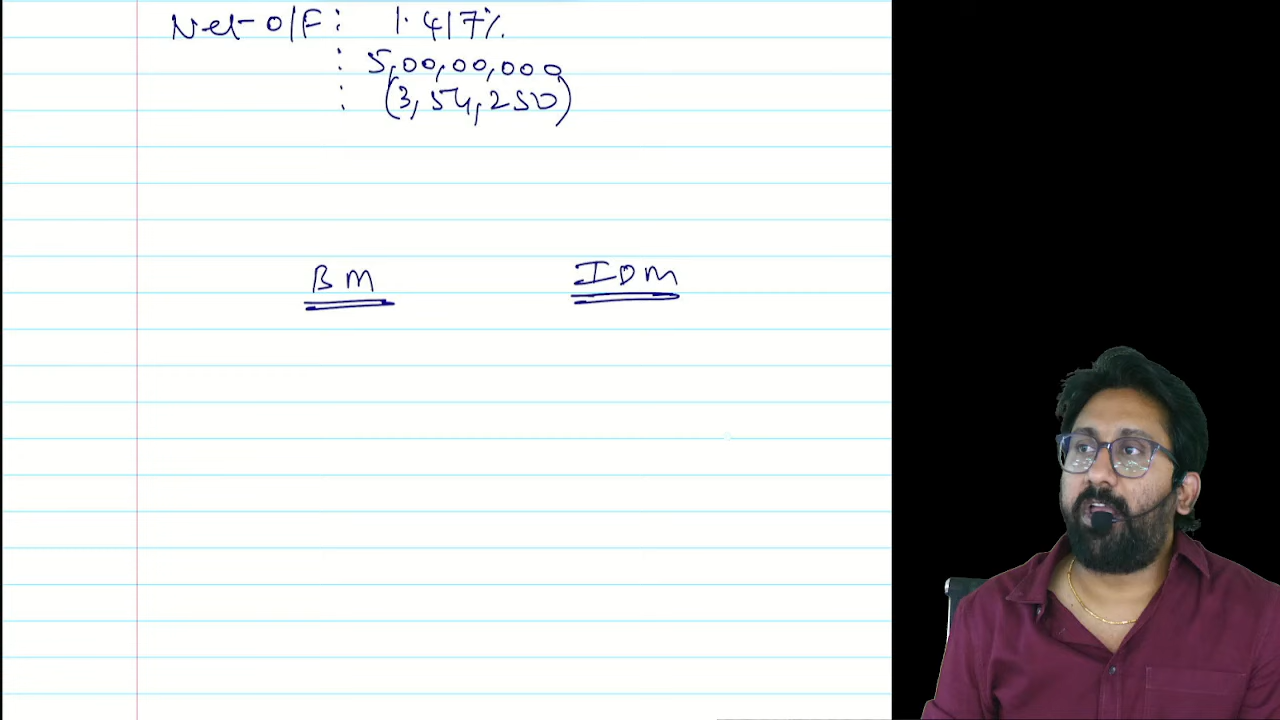 Net O/F : 1.417%
: 5,00,00,000
: (3,54,250)
BM IDM